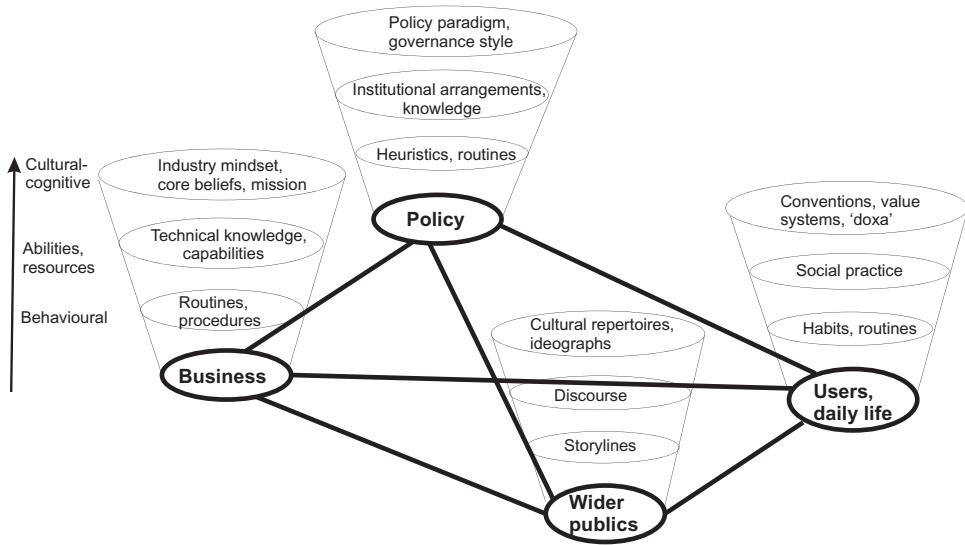 Policy paradigm,
governance style
Institutional arrangements,
knowledge
Heuristics, routines
Policy
Cultural-
cognitive
Abilities,
resources
Behavioural
Industry mindset,
core beliefs, mission
Technical knowledge,
capabilities
Routines,
procedures
Business
Conventions, value
systems, ‘doxa’
Social practice
Habits, routines
Users,
daily life
Cultural repertoires,
ideographs
Discourse
Storylines
Wider
publics